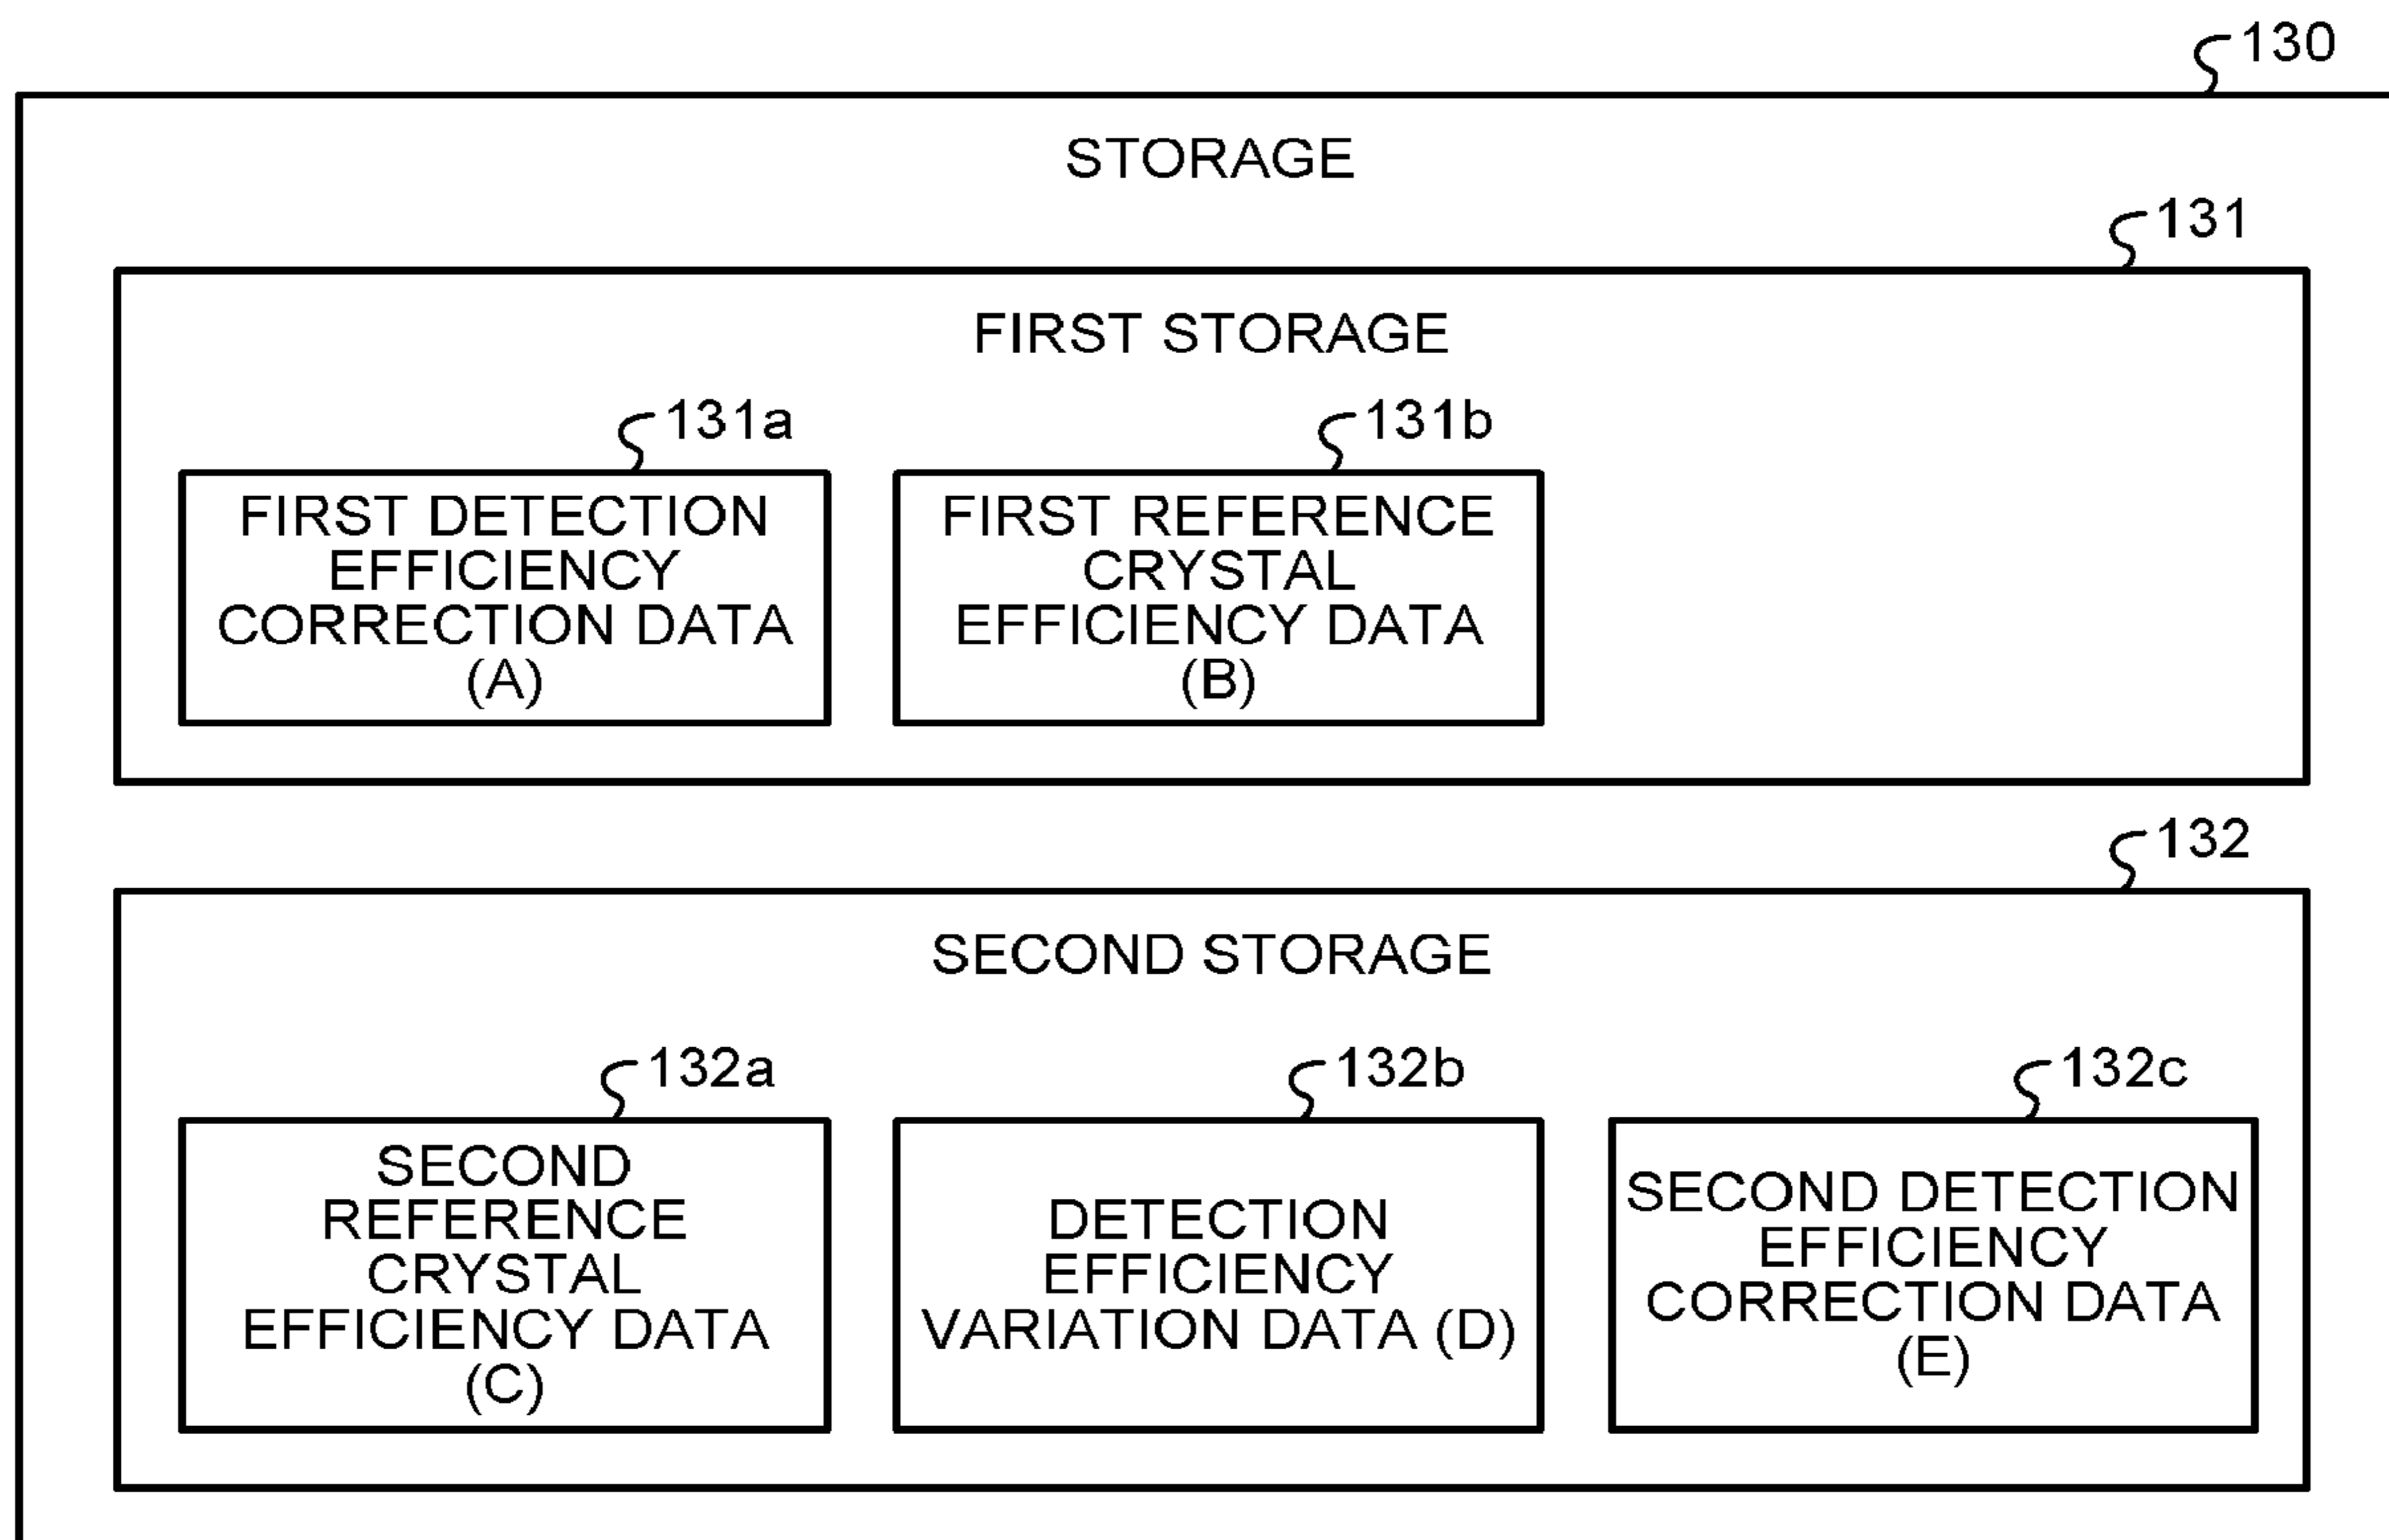 130
STORAGE
131
FIRST STORAGE
131a
131b
FIRST DETECTION
EFFICIENCY
CORRECTION DATA
(A)
FIRST REFERENCE
CRYSTAL
EFFICIENCY DATA
(B)
132
SECOND STORAGE
132a
132b
132c
SECOND
REFERENCE
CRYSTAL
EFFICIENCY DATA
(C)
DETECTION
EFFICIENCY
VARIATION DATA (D)
SECOND DETECTION
EFFICIENCY
CORRECTION DATA
(E)